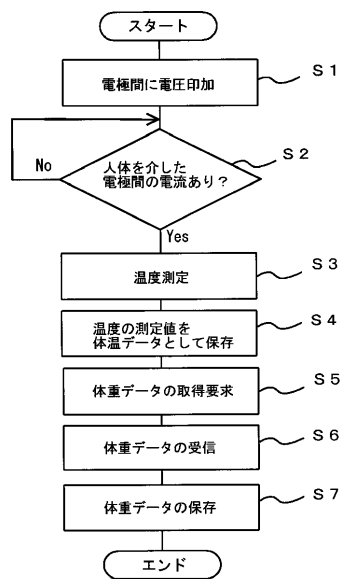 スタート
電極間に電圧印加
S1
人体を介した
電極間の電流あり？
S2
No
Yes
温度測定
S3
温度の測定値を
体温データとして保存
S4
体重データの取得要求
S5
体重データの受信
S6
体重データの保存
S7
エンド